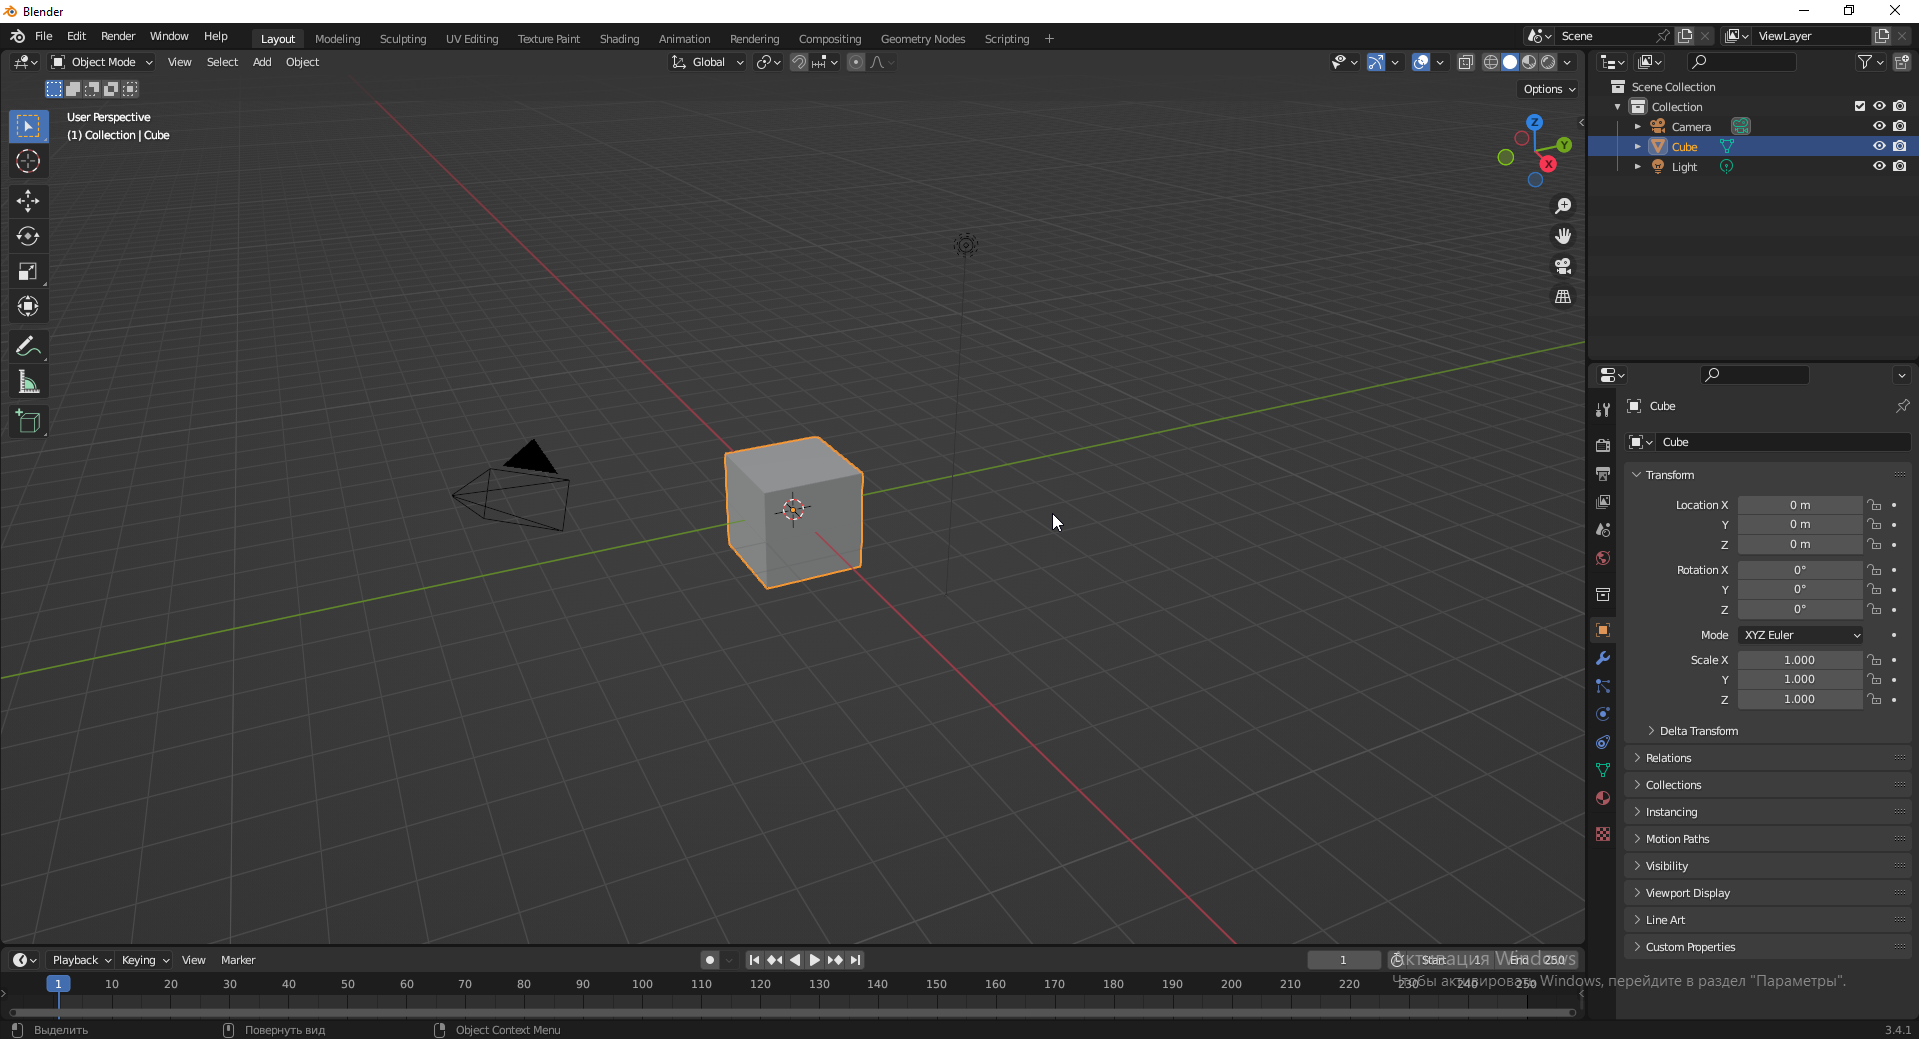 Blender
File Edit Render Window Help Layout Modeling Sculpting UV Editing Texture Paint Shading Animation Rendering Compositing Geometry Nodes Scripting + Scene ViewLayer
Object Mode View Select Add Object Global
Options
User Perspective
(1) Collection | Cube
Z
Y
X
Scene Collection
Collection
Camera
Cube
Light
Cube
Cube
Transform
Location X 0 m
Y 0 m
Z 0 m
Rotation X 0°
Y 0°
Z 0°
Mode XYZ Euler
Scale X 1.000
Y 1.000
Z 1.000
Delta Transform
Relations
Collections
Instancing
Motion Paths
Visibility
Viewport Display
Line Art
Custom Properties
Playback Keying View Marker 1 Start 1 End 250
1 10 20 30 40 50 60 70 80 90 100 110 120 130 140 150 160 170 180 190 200 210 220 230 240 250
Активация Windows
Чтобы активировать Windows, перейдите в раздел "Параметры".
Выделить Повернуть вид Object Context Menu 3.4.1